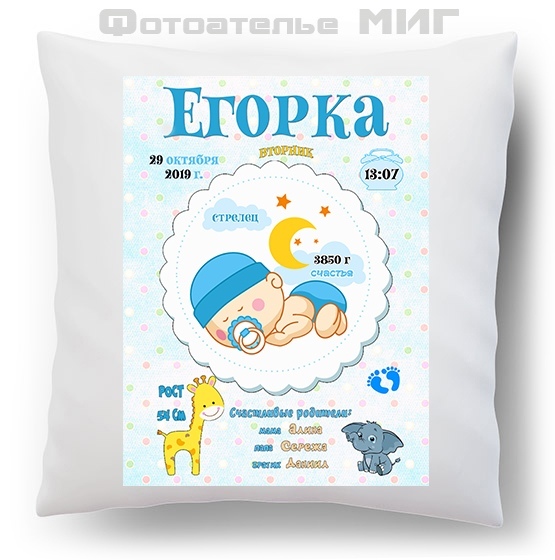 Фотоателье МИГ
Егорка
вторник
29 октября
2019 г.
13:07
стрелец
3850 г
счастья
Рост
54 см
Счастливые родители:
мама Алина
папа Сережа
братик Даниил